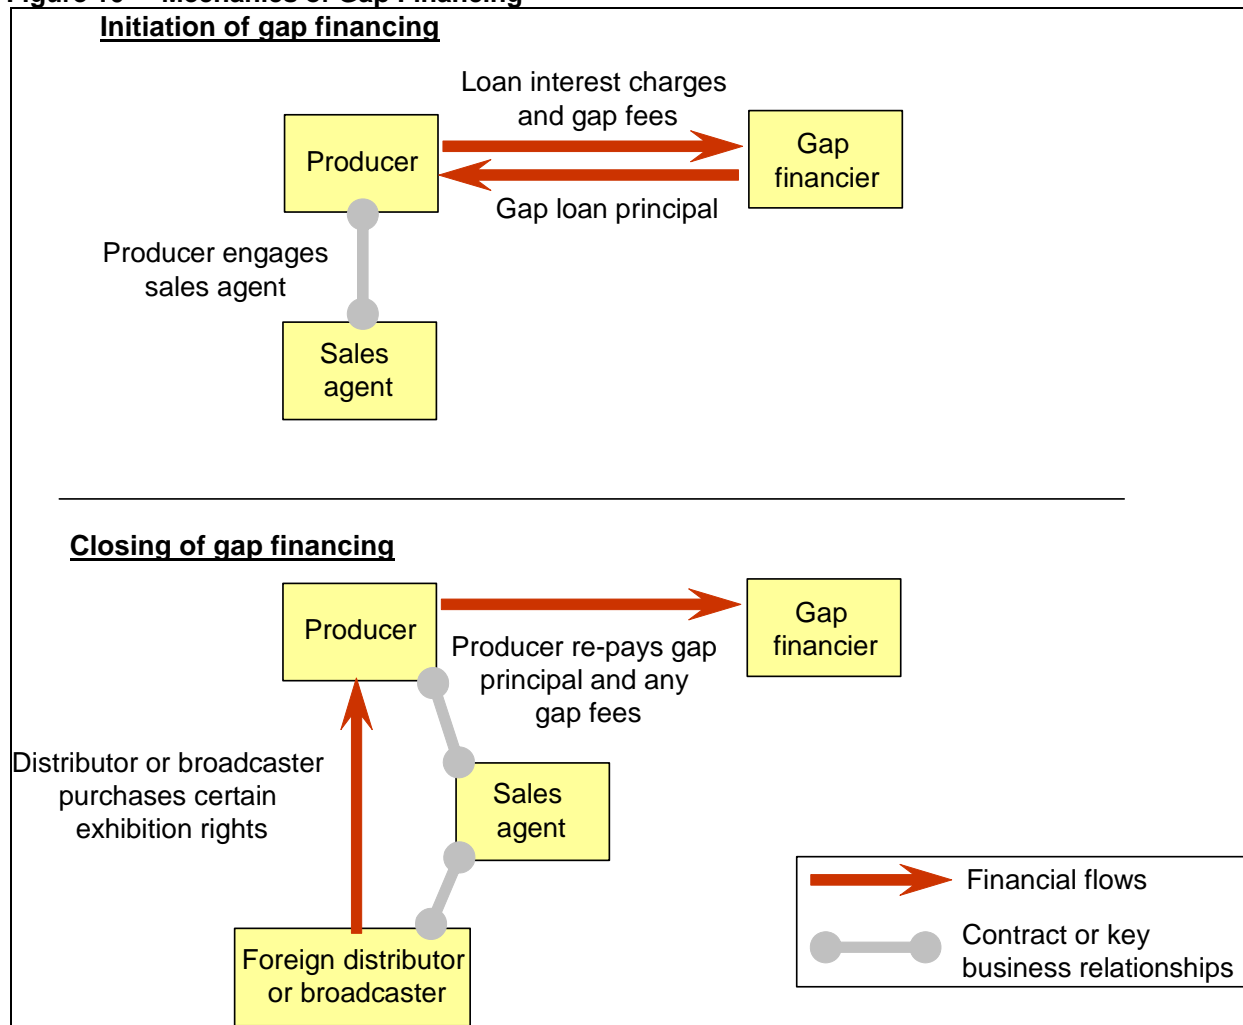 Initiation of gap financing
Loan interest charges
and gap fees
Producer
Gap
financier
Gap loan principal
Producer engages
sales agent
Sales
agent
Closing of gap financing
Producer
Gap
financier
Producer re-pays gap
principal and any
gap fees
Distributor or broadcaster
purchases certain
exhibition rights
Sales
agent
Foreign distributor
or broadcaster
Financial flows
Contract or key
business relationships